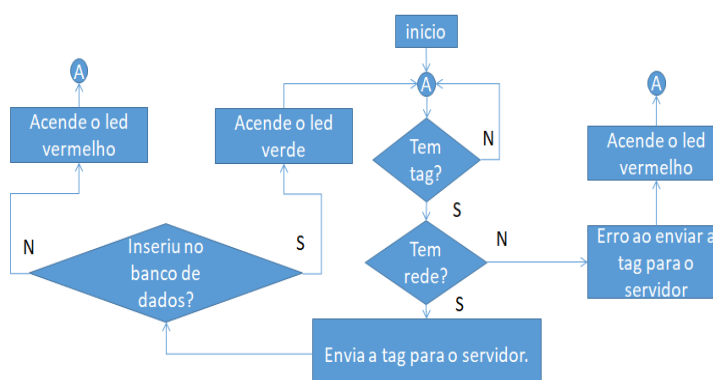 inicio
A
A
A
Acende o led
vermelho
Acende o led
verde
N
Tem
tag?
Acende o led
vermelho
S
N
S
Inseriu no
banco de
dados?
Tem
rede?
N
Erro ao enviar a
tag para o
servidor
S
Envia a tag para o servidor.